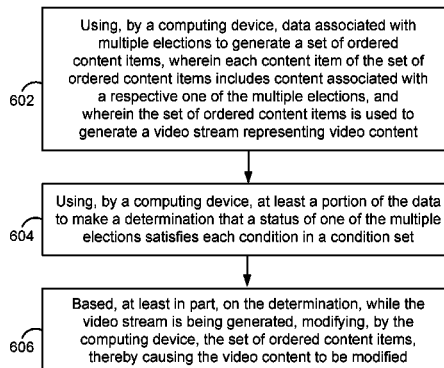 Using, by a computing device, data associated with
multiple elections to generate a set of ordered
content items, wherein each content item of the set of
ordered content items includes content associated with
a respective one of the multiple elections, and
wherein the set of ordered content items is used to
generate a video stream representing video content
602
Using, by a computing device, at least a portion of the data
to make a determination that a status of one of the multiple
elections satisfies each condition in a condition set
604
Based, at least in part, on the determination, while the
video stream is being generated, modifying, by the
computing device, the set of ordered content items,
thereby causing the video content to be modified
606